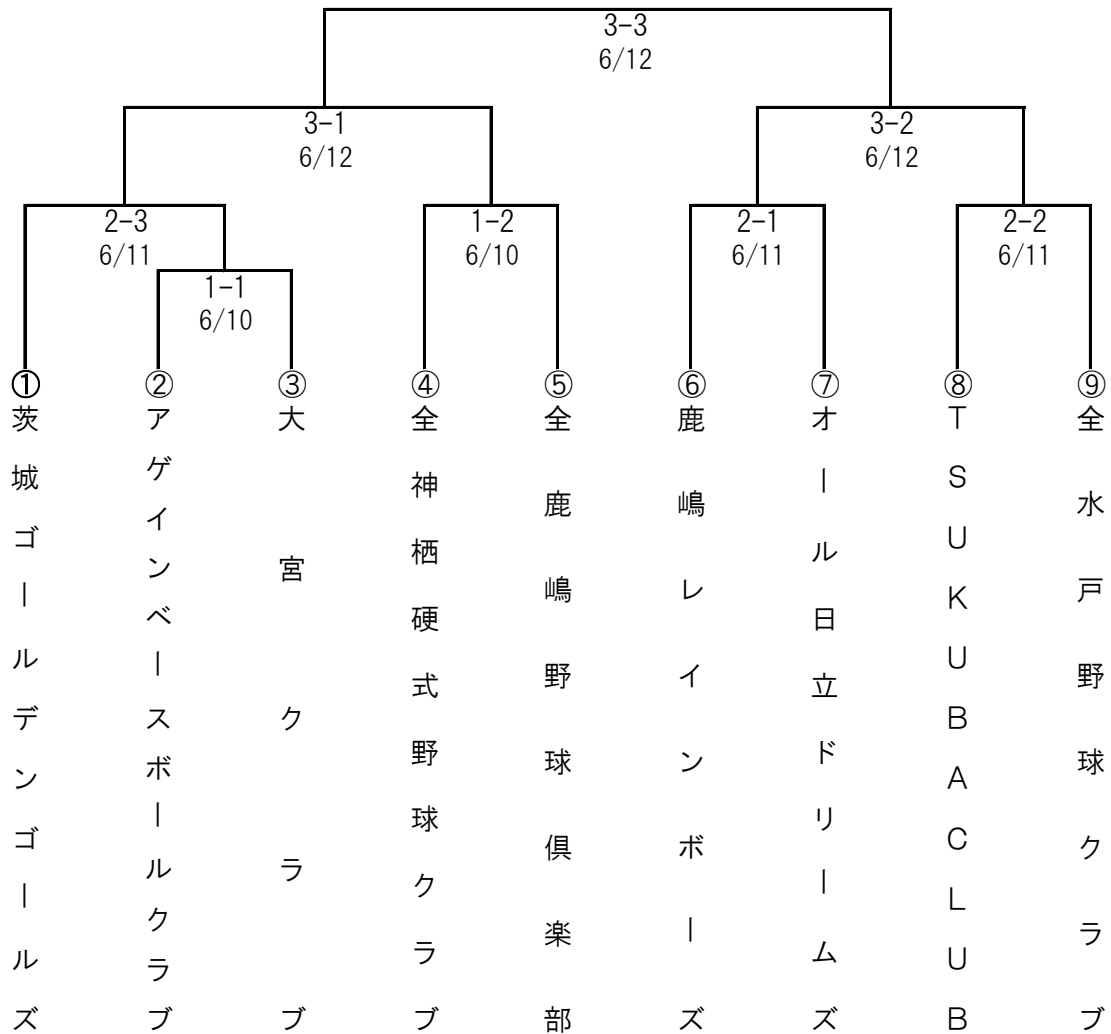 3-3
6/12
3-1
6/12
3-2
6/12
2-3
6/11
1-2
6/10
2-1
6/11
2-2
6/11
1-1
6/10
①茨城ゴールデンゴールズ
②アゲインベースボールクラブ
③大宮クラブ
④全神栖硬式野球クラブ
⑤全鹿嶋野球倶楽部
⑥鹿嶋レインボーズ
⑦オール日立ドリームズ
⑧TSUKUBACLUB
⑨全水戸野球クラブ